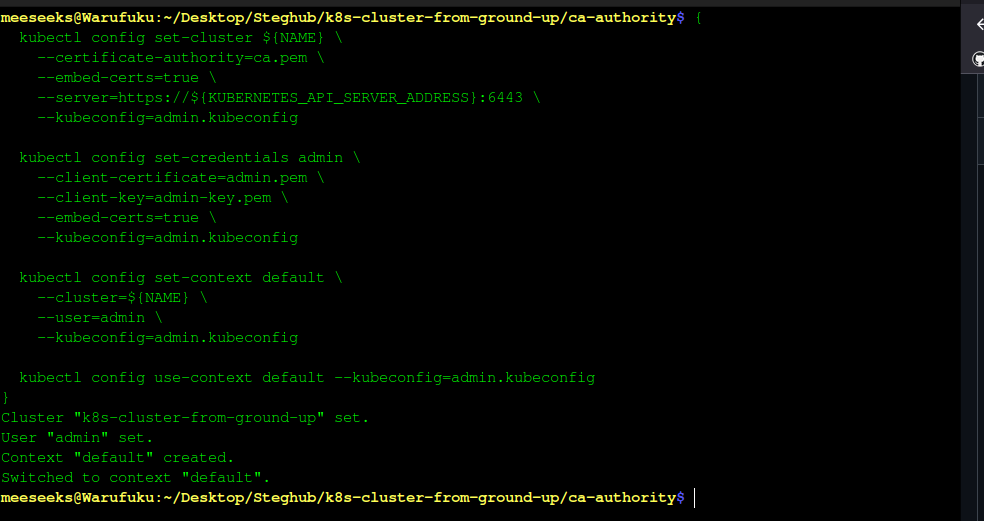 meeseeks@Warufuku:~/Desktop/Steghub/k8s-cluster-from-ground-up/ca-authority$ {
  kubectl config set-cluster ${NAME} \
    --certificate-authority=ca.pem \
    --embed-certs=true \
    --server=https://${KUBERNETES_API_SERVER_ADDRESS}:6443 \
    --kubeconfig=admin.kubeconfig

  kubectl config set-credentials admin \
    --client-certificate=admin.pem \
    --client-key=admin-key.pem \
    --embed-certs=true \
    --kubeconfig=admin.kubeconfig

  kubectl config set-context default \
    --cluster=${NAME} \
    --user=admin \
    --kubeconfig=admin.kubeconfig

  kubectl config use-context default --kubeconfig=admin.kubeconfig
}
Cluster "k8s-cluster-from-ground-up" set.
User "admin" set.
Context "default" created.
Switched to context "default".
meeseeks@Warufuku:~/Desktop/Steghub/k8s-cluster-from-ground-up/ca-authority$